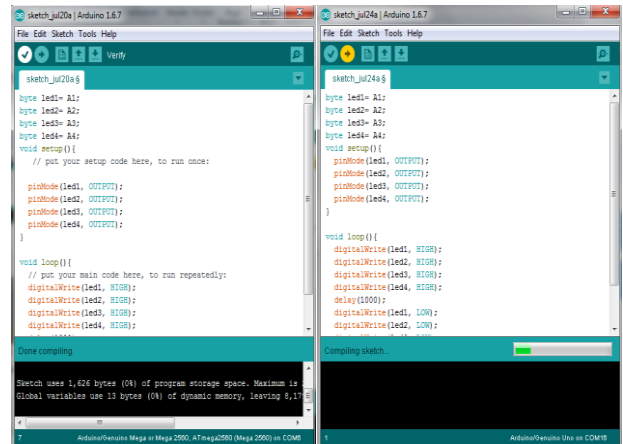 sketch_jul20a | Arduino 1.6.7
File Edit Sketch Tools Help
Verify
sketch_jul20a §
byte led1= A1;
byte led2= A2;
byte led3= A3;
byte led4= A4;
void setup(){
// put your setup code here, to run once:
pinMode(led1, OUTPUT);
pinMode(led2, OUTPUT);
pinMode(led3, OUTPUT);
pinMode(led4, OUTPUT);
}
void loop(){
// put your main code here, to run repeatedly:
digitalWrite(led1, HIGH);
digitalWrite(led2, HIGH);
digitalWrite(led3, HIGH);
digitalWrite(led4, HIGH);
Done compiling.
Sketch uses 1,626 bytes (0%) of program storage space. Maximum is
Global variables use 13 bytes (0%) of dynamic memory, leaving 8,17
7
Arduino/Genuino Mega or Mega 2560, ATmega2560 (Mega 2560) on COM8
sketch_jul24a | Arduino 1.6.7
File Edit Sketch Tools Help
sketch_jul24a §
byte led1= A1;
byte led2= A2;
byte led3= A3;
byte led4= A4;
void setup(){
pinMode(led1, OUTPUT);
pinMode(led2, OUTPUT);
pinMode(led3, OUTPUT);
pinMode(led4, OUTPUT);
}
void loop(){
digitalWrite(led1, HIGH);
digitalWrite(led2, HIGH);
digitalWrite(led3, HIGH);
digitalWrite(led4, HIGH);
delay(1000);
digitalWrite(led1, LOW);
digitalWrite(led2, LOW);
Compiling sketch...
1
Arduino/Genuino Uno on COM18